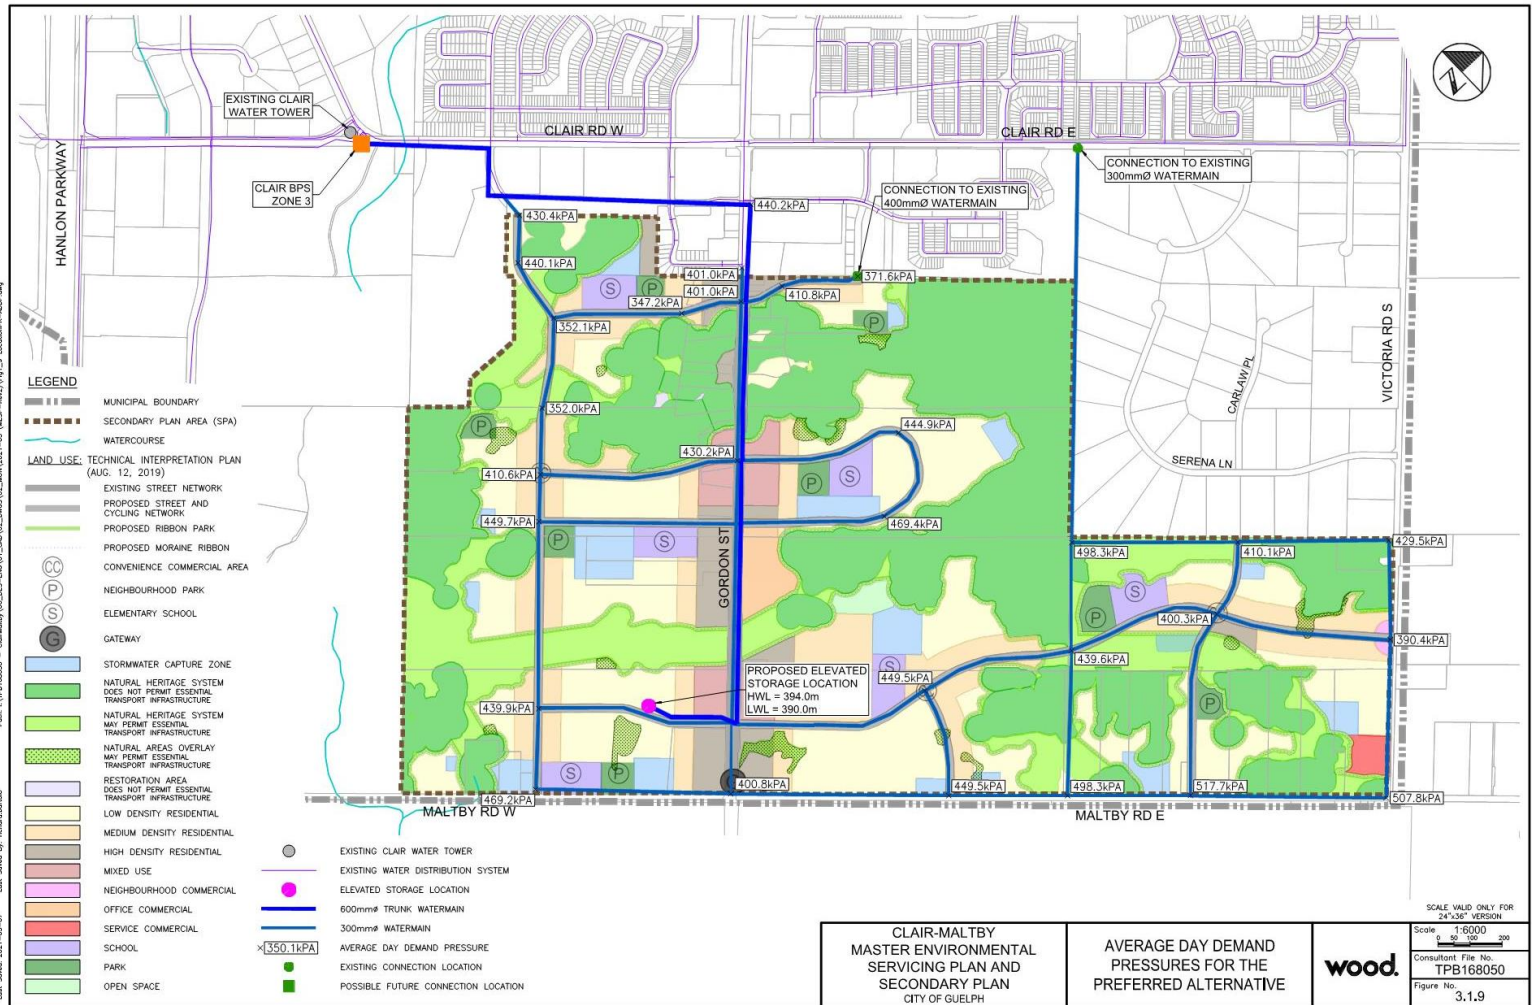 EXISTING CLAIR
WATER TOWER
CLAIR RD W
CLAIR RD E
HANLON PARKWAY
CLAIR BPS
ZONE 3
CONNECTION TO EXISTING
300mmØ WATERMAIN
CONNECTION TO EXISTING
400mmØ WATERMAIN
440.2kPA
430.4kPA
440.1kPA
401.0kPA
371.6kPA
401.0kPA
410.8kPA
347.2kPA
352.1kPA
S
P
P
VICTORIA RD S
CARLAW PL
SERENA LN
352.0kPA
P
444.9kPA
430.2kPA
410.6kPA
P
S
449.7kPA
469.4kPA
P
S
GORDON ST
498.3kPA
410.1kPA
429.5kPA
P
S
400.3kPA
390.4kPA
439.6kPA
PROPOSED ELEVATED
STORAGE LOCATION
HWL = 394.0m
LWL = 390.0m
S
449.5kPA
CC
439.9kPA
P
S
P
G
400.8kPA
449.5kPA
498.3kPA
517.7kPA
507.8kPA
469.2kPA
MALTBY RD W
MALTBY RD E
LEGEND
MUNICIPAL BOUNDARY
SECONDARY PLAN AREA (SPA)
WATERCOURSE
LAND USE: TECHNICAL INTERPRETATION PLAN
(AUG. 12, 2019)
EXISTING STREET NETWORK
PROPOSED STREET AND
CYCLING NETWORK
PROPOSED RIBBON PARK
PROPOSED MORAINE RIBBON
CC CONVENIENCE COMMERCIAL AREA
P NEIGHBOURHOOD PARK
S ELEMENTARY SCHOOL
G GATEWAY
STORMWATER CAPTURE ZONE
NATURAL HERITAGE SYSTEM
DOES NOT PERMIT ESSENTIAL
TRANSPORT INFRASTRUCTURE
NATURAL HERITAGE SYSTEM
MAY PERMIT ESSENTIAL
TRANSPORT INFRASTRUCTURE
NATURAL AREAS OVERLAY
MAY PERMIT ESSENTIAL
TRANSPORT INFRASTRUCTURE
RESTORATION AREA
DOES NOT PERMIT ESSENTIAL
TRANSPORT INFRASTRUCTURE
LOW DENSITY RESIDENTIAL
MEDIUM DENSITY RESIDENTIAL
HIGH DENSITY RESIDENTIAL
MIXED USE
NEIGHBOURHOOD COMMERCIAL
OFFICE COMMERCIAL
SERVICE COMMERCIAL
SCHOOL
PARK
OPEN SPACE
EXISTING CLAIR WATER TOWER
EXISTING WATER DISTRIBUTION SYSTEM
ELEVATED STORAGE LOCATION
600mmø TRUNK WATERMAIN
300mmø WATERMAIN
×350.1kPA AVERAGE DAY DEMAND PRESSURE
EXISTING CONNECTION LOCATION
POSSIBLE FUTURE CONNECTION LOCATION
CLAIR-MALTBY
MASTER ENVIRONMENTAL
SERVICING PLAN AND
SECONDARY PLAN
CITY OF GUELPH
AVERAGE DAY DEMAND
PRESSURES FOR THE
PREFERRED ALTERNATIVE
wood.
SCALE VALID ONLY FOR
24"x36" VERSION
Scale 1:6000
0 50 100 200
Consultant File No.
TPB168050
Figure No.
3.1.9